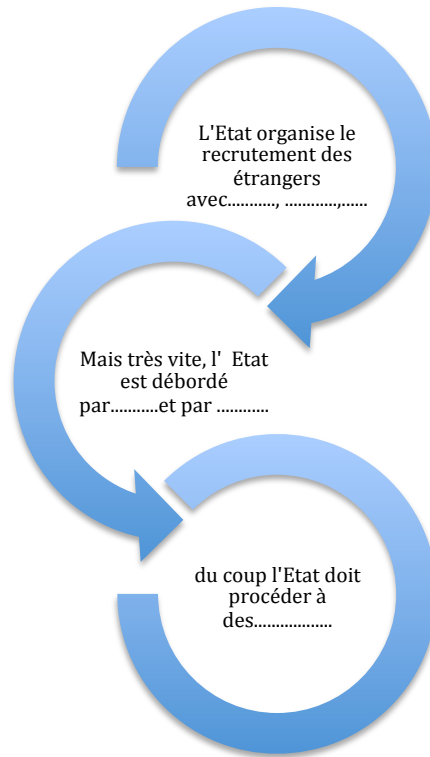 L'Etat organise le
recrutement des
étrangers
avec..........., ............,......
Mais très vite, l' Etat
est débordé
par...........et par ............
du coup l'Etat doit
procéder à
des..................